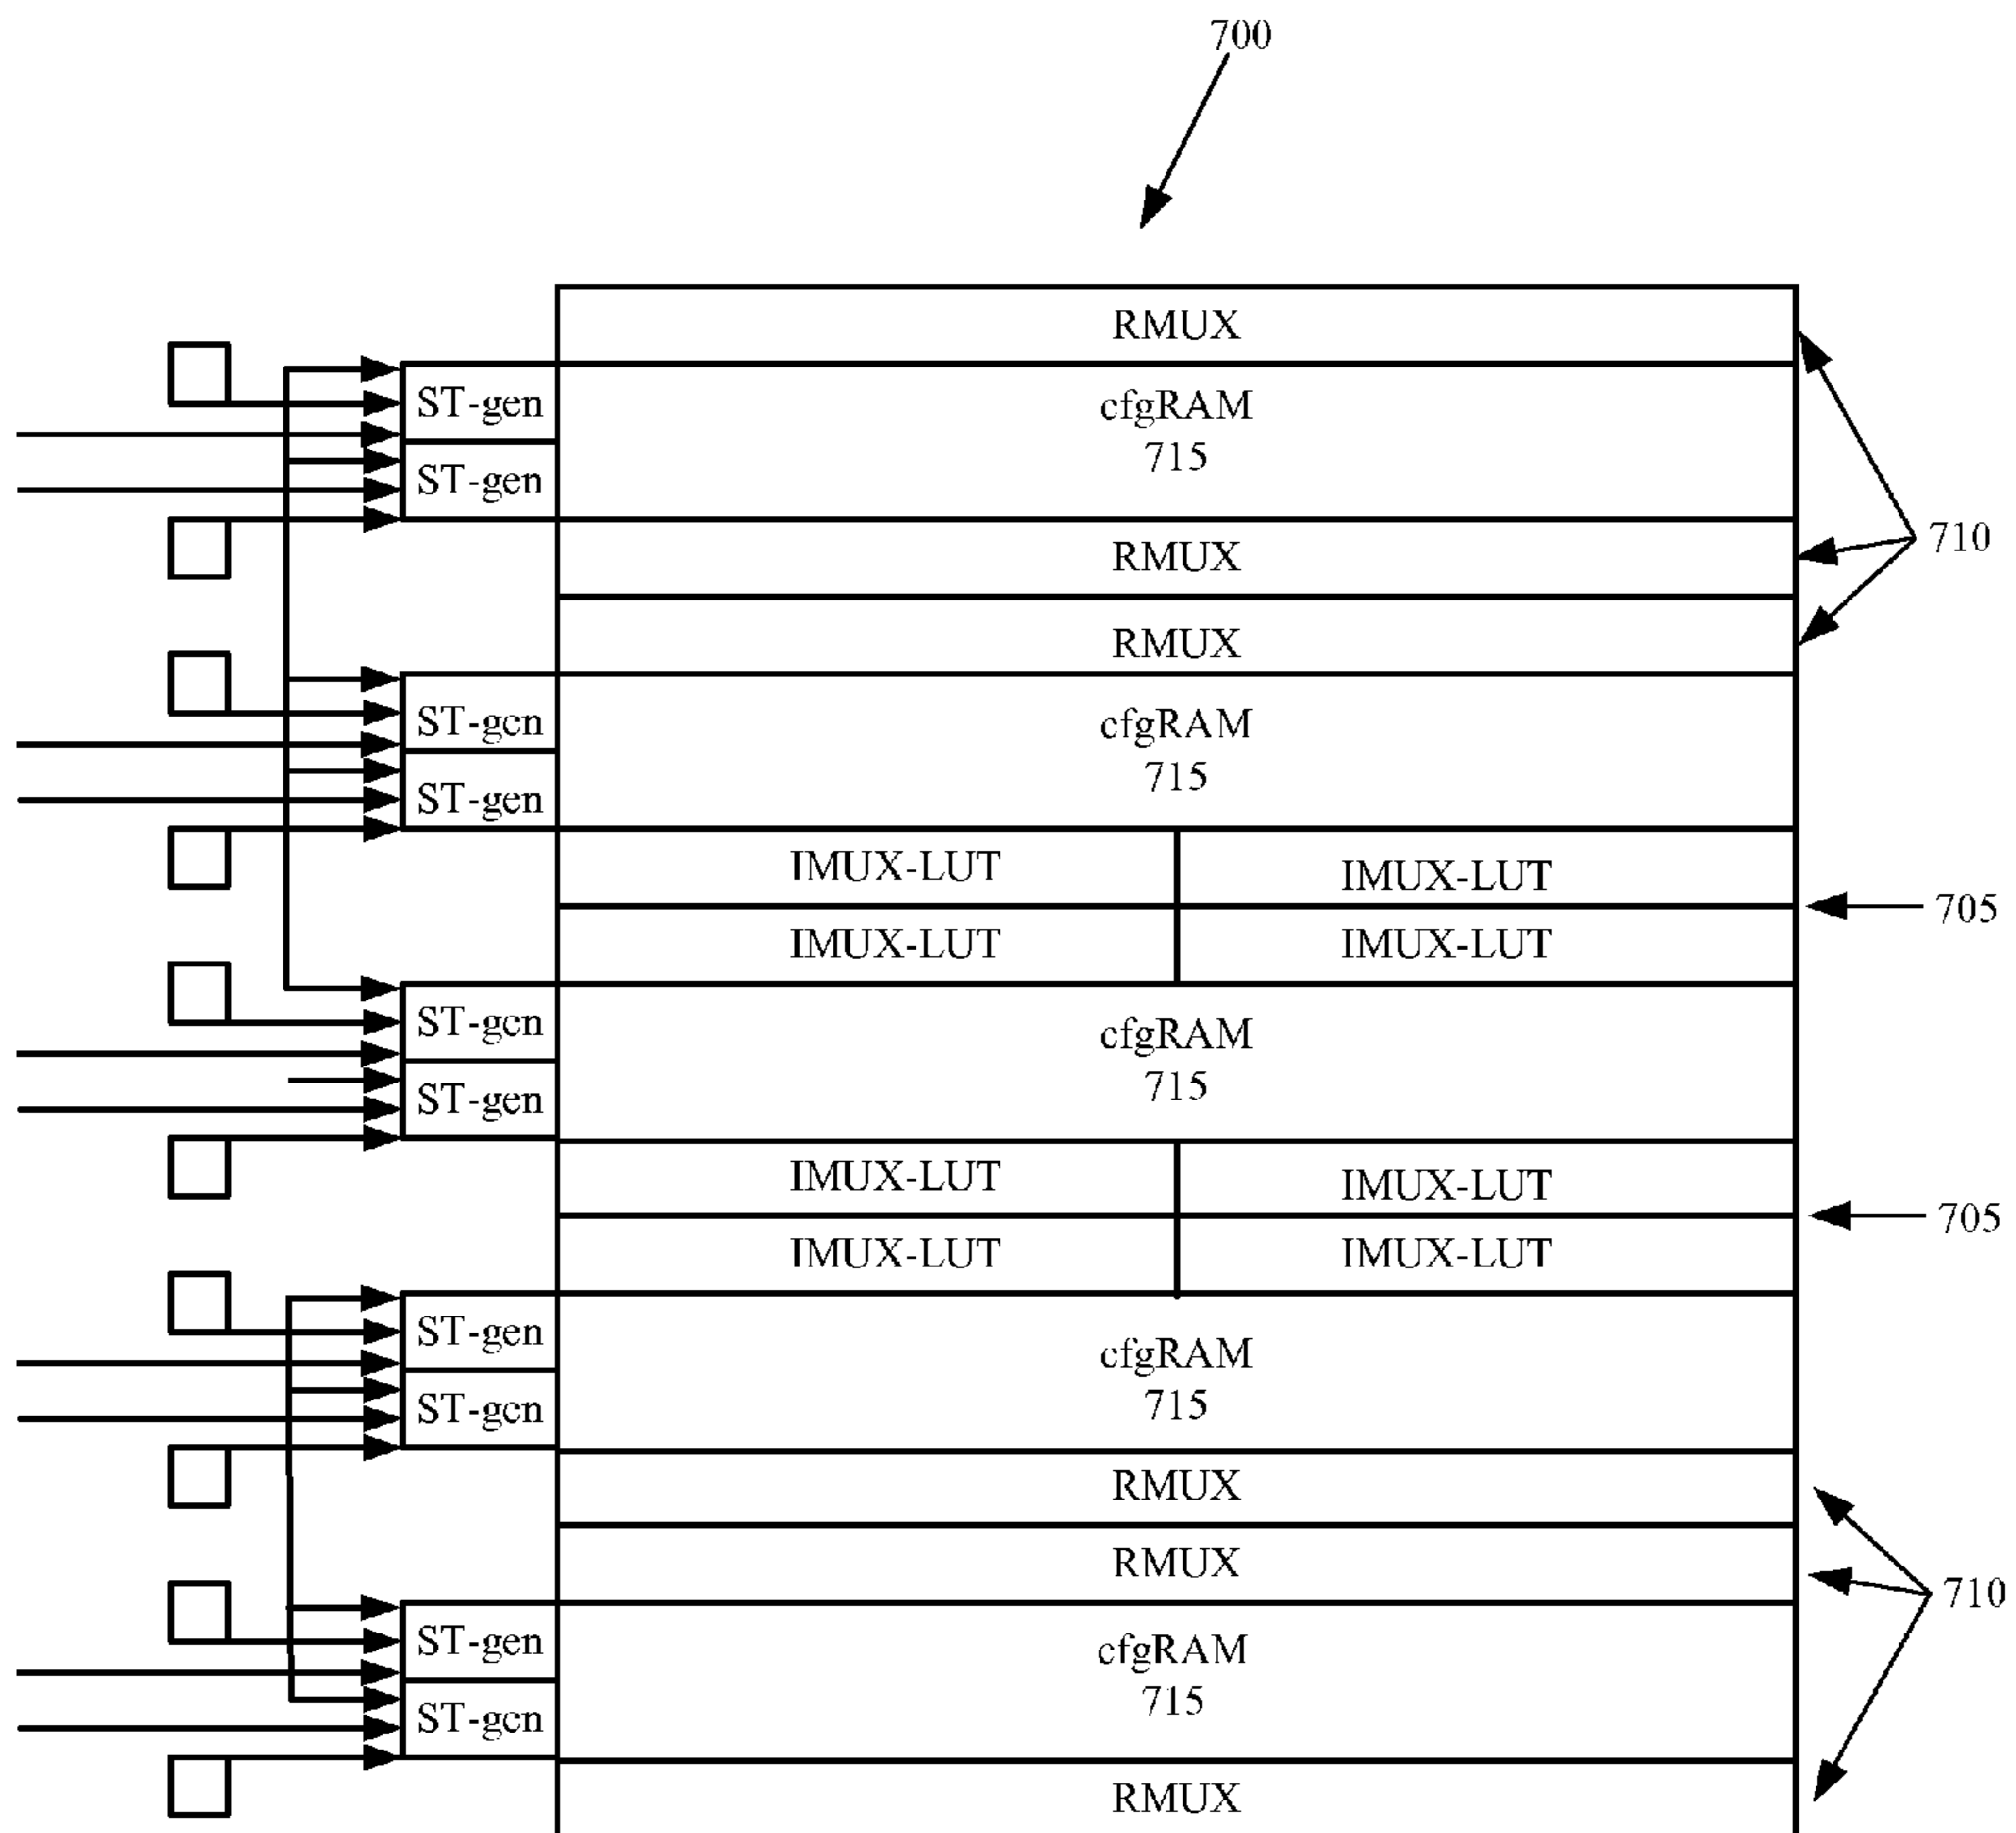 700
RMUX
ST-gen
cfgRAM
715
ST-gen
RMUX
710
RMUX
ST-gen
cfgRAM
715
ST-gen
IMUX-LUT IMUX-LUT
705
IMUX-LUT IMUX-LUT
ST-gen
cfgRAM
715
ST-gen
IMUX-LUT IMUX-LUT
705
IMUX-LUT IMUX-LUT
ST-gen
cfgRAM
715
ST-gen
RMUX
RMUX
710
ST-gen
cfgRAM
715
ST-gen
RMUX